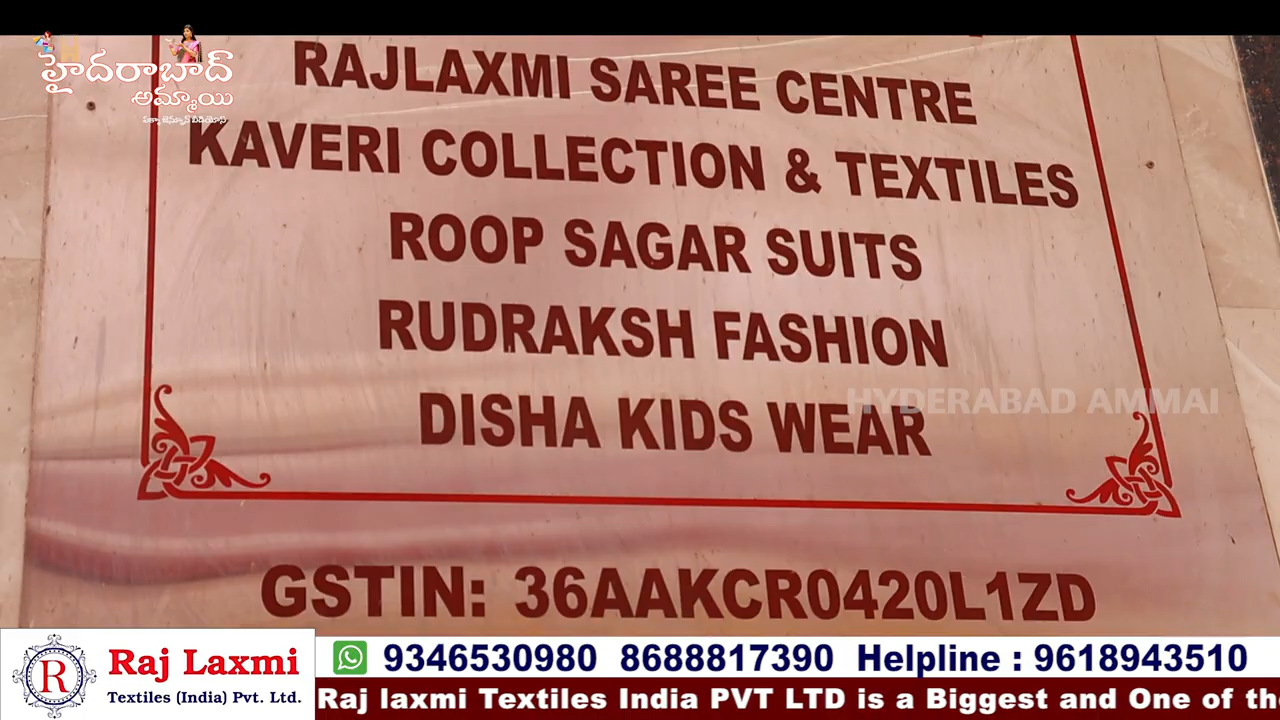 హైదరాబాద్
అమ్మాయి
పక్కా జెన్యూన్ వీడియోస్
RAJLAXMI SAREE CENTRE
KAVERI COLLECTION & TEXTILES
ROOP SAGAR SUITS
RUDRAKSH FASHION
HYDERABAD AMMAI
DISHA KIDS WEAR
GSTIN: 36AAKCR0420L1ZD
R
Raj Laxmi
Textiles (India) Pvt. Ltd.
9346530980 8688817390 Helpline : 9618943510
Raj laxmi Textiles India PVT LTD is a Biggest and One of th